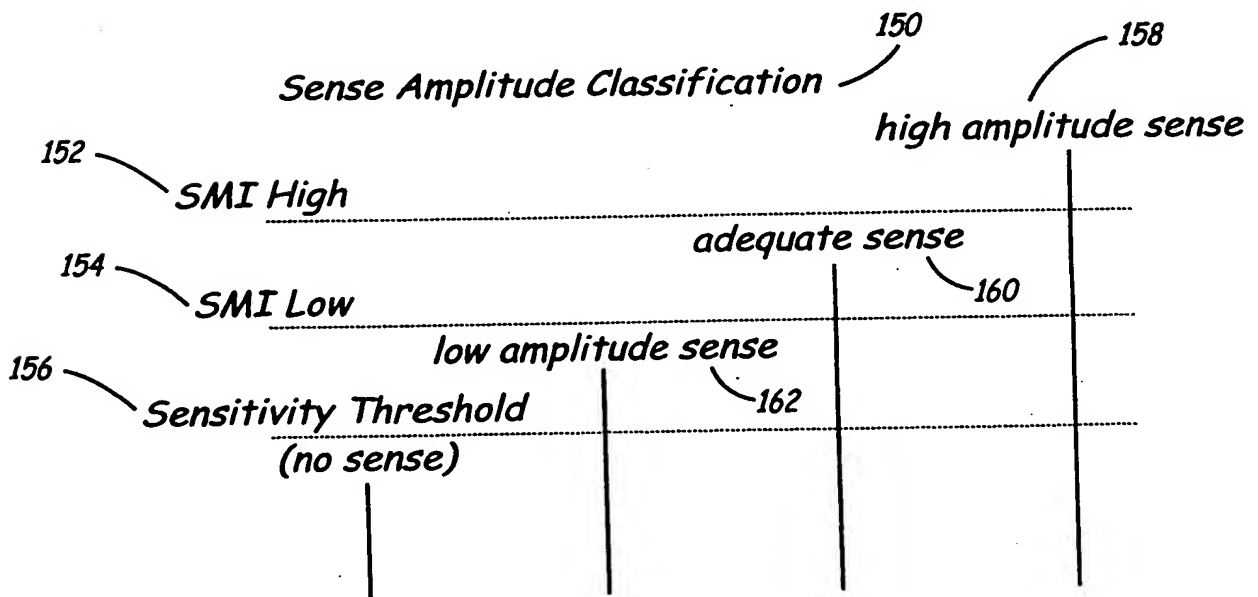 150
158
Sense Amplitude Classification
high amplitude sense
152
SMI High
adequate sense
154
160
SMI Low
low amplitude sense
156
162
Sensitivity Threshold
(no sense)